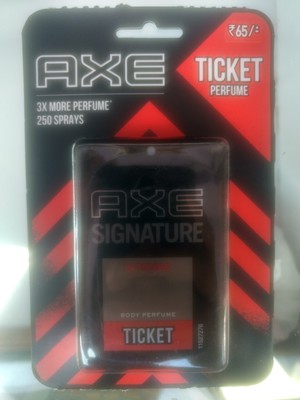 ₹65/-
AXE
TICKET
PERFUME
3X MORE PERFUME*
250 SPRAYS
AXE
SIGNATURE
BODY PERFUME
TICKET